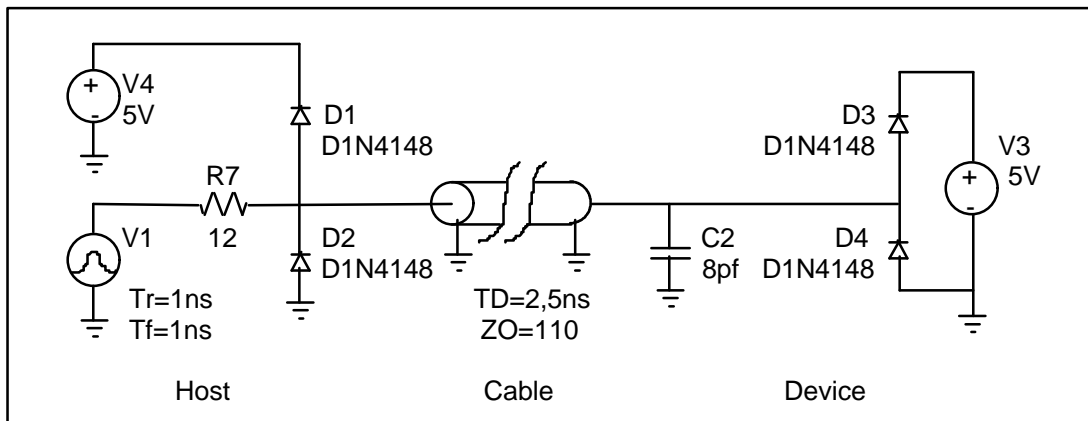 V4
5V
+
-
D1
D1N4148
R7
12
V1
Tr=1ns
Tf=1ns
D2
D1N4148
TD=2,5ns
ZO=110
C2
8pf
D3
D1N4148
D4
D1N4148
V3
5V
+
-
Host
Cable
Device